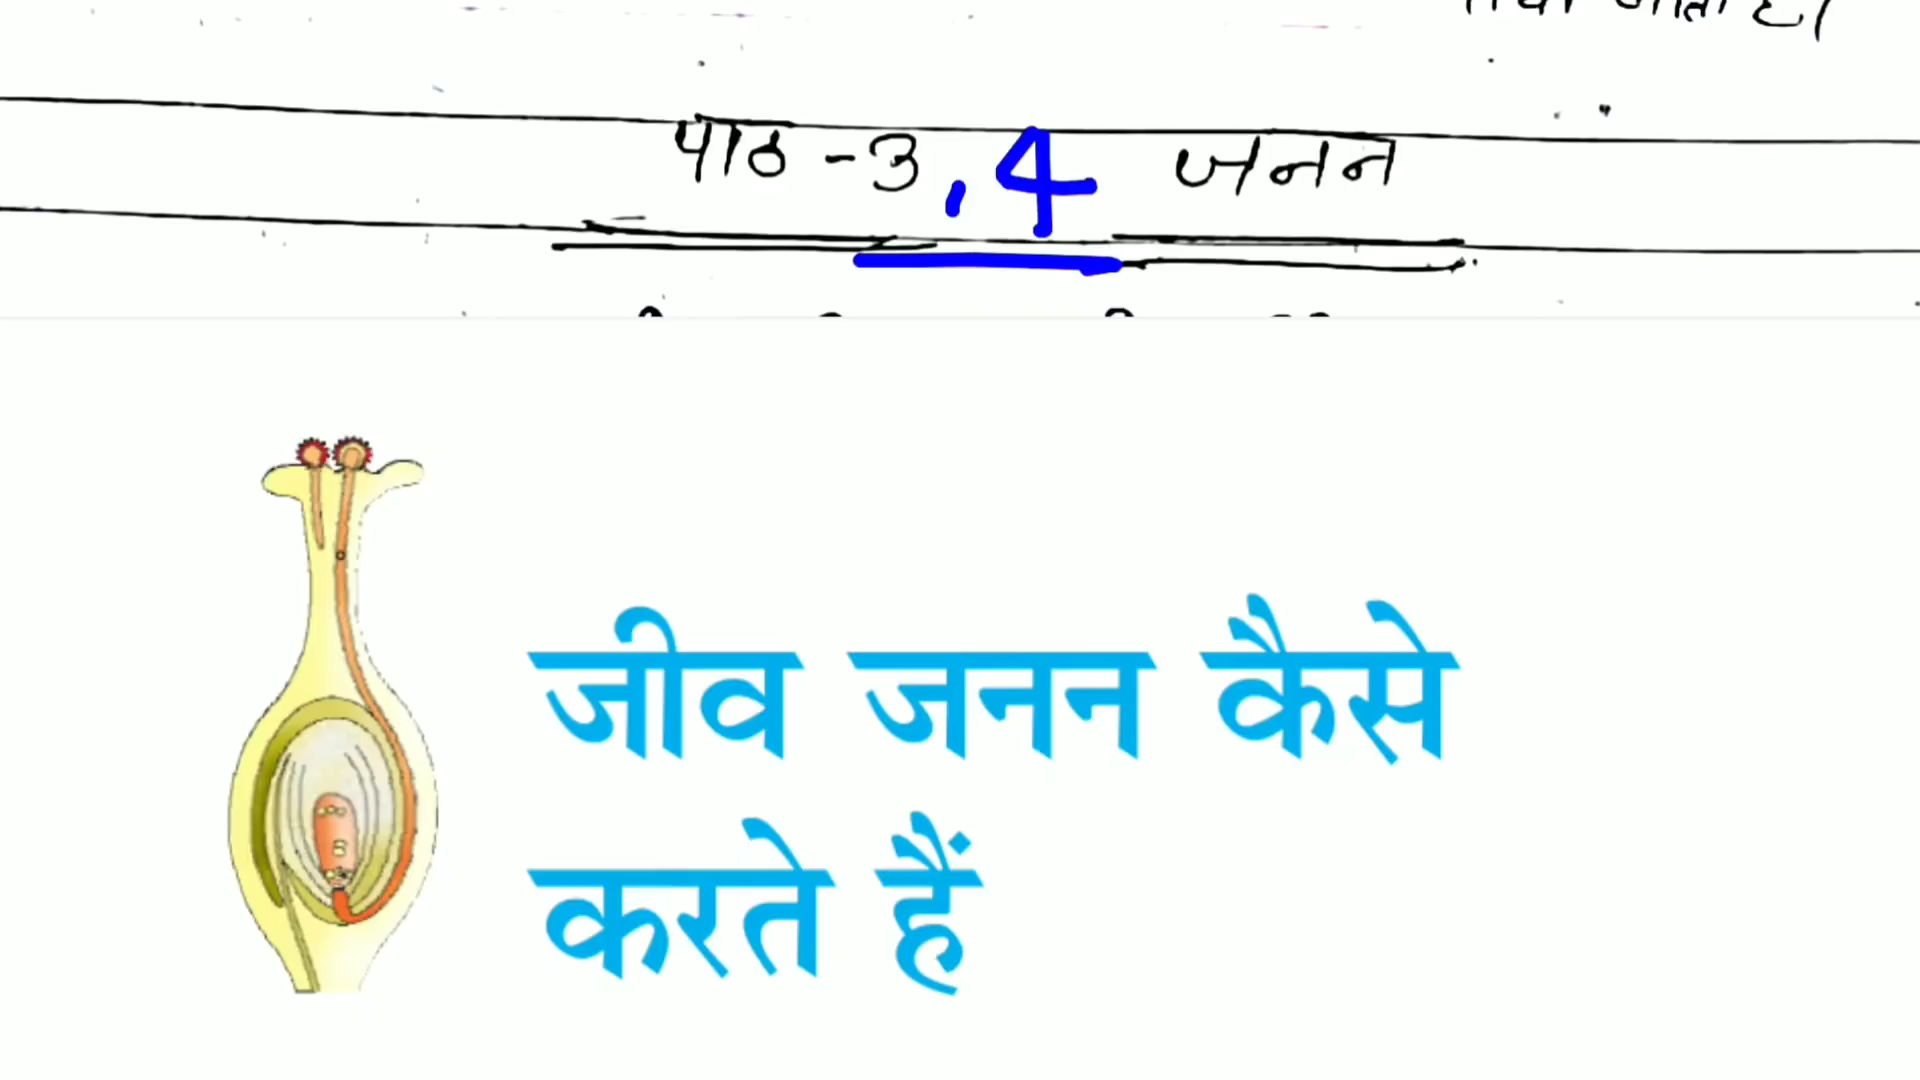 जाता है।
पाठ - 3, 4 जनन
जीव जनन कैसे
करते हैं